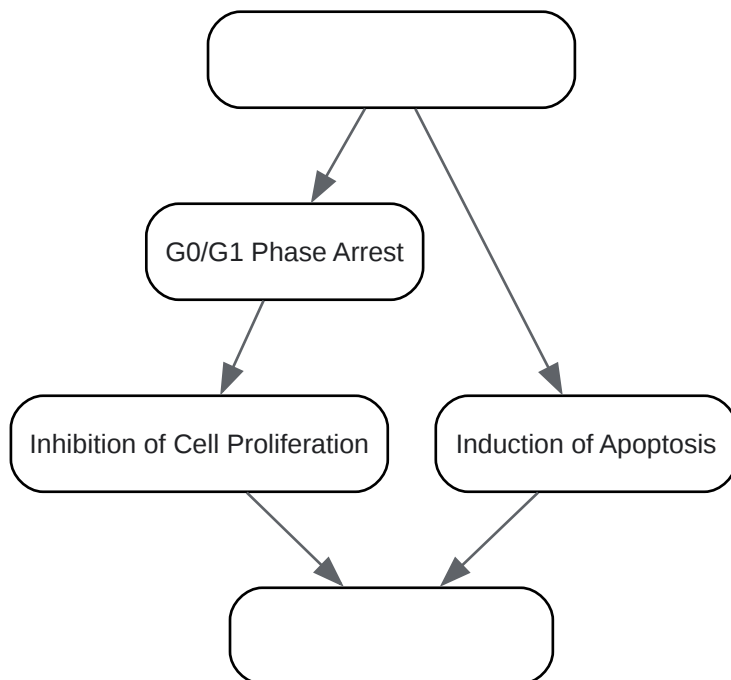 G0/G1 Phase Arrest
Inhibition of Cell Proliferation
Induction of Apoptosis